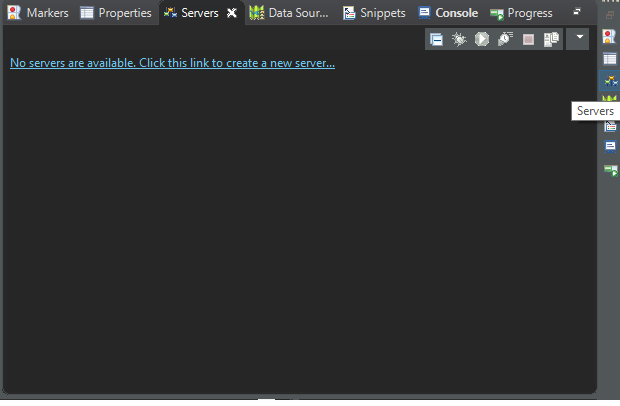 Markers Properties Servers Data Sour... Snippets Console Progress
No servers are available. Click this link to create a new server...
Servers